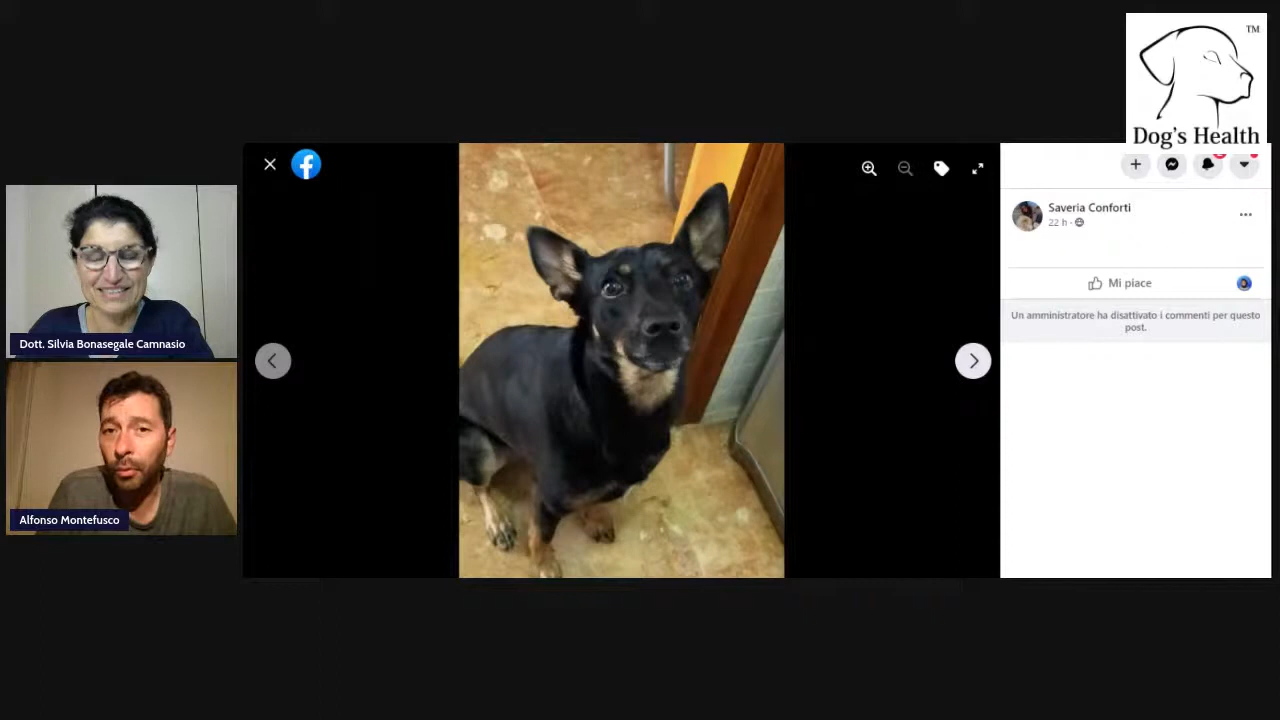 TM
Dog's Health
Saveria Conforti
22 h ·
Mi piace
Un amministratore ha disattivato i commenti per questo
post.
Dott. Silvia Bonasegale Camnasio
Alfonso Montefusco